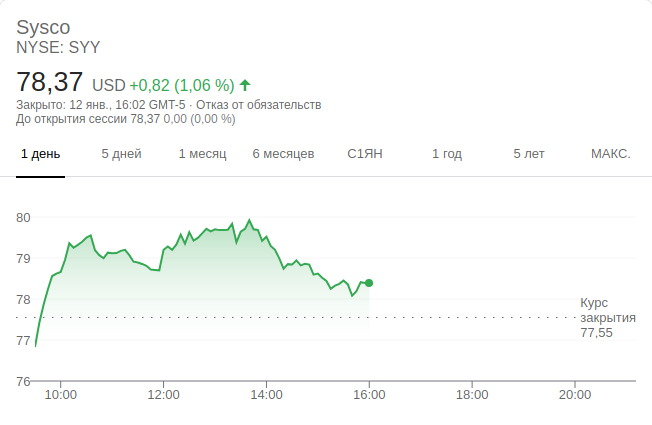 Sysco
NYSE: SYY
78,37 USD +0,82 (1,06 %)
Закрыто: 12 янв., 16:02 GMT-5 · Отказ от обязательств
До открытия сессии 78,37 0,00 (0,00 %)
1 день 5 дней 1 месяц 6 месяцев С1ЯН 1 год 5 лет МАКС.
80
79
78
Курс
закрытия
77,55
77
76
10:00 12:00 14:00 16:00 18:00 20:00